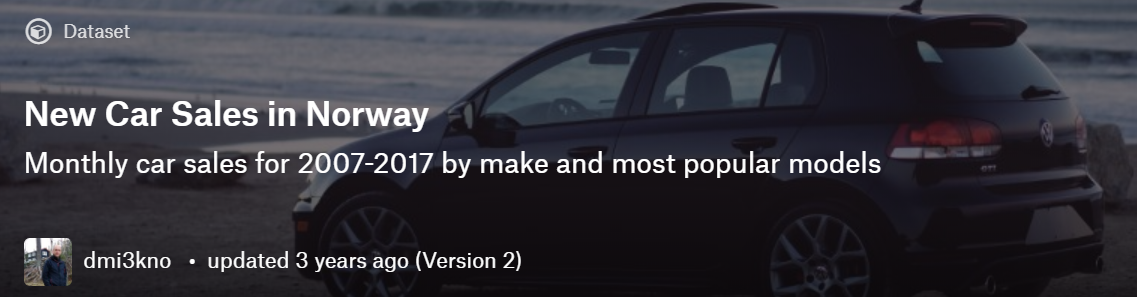 Dataset
New Car Sales in Norway
Monthly car sales for 2007-2017 by make and most popular models
dmi3kno • updated 3 years ago (Version 2)
GTI